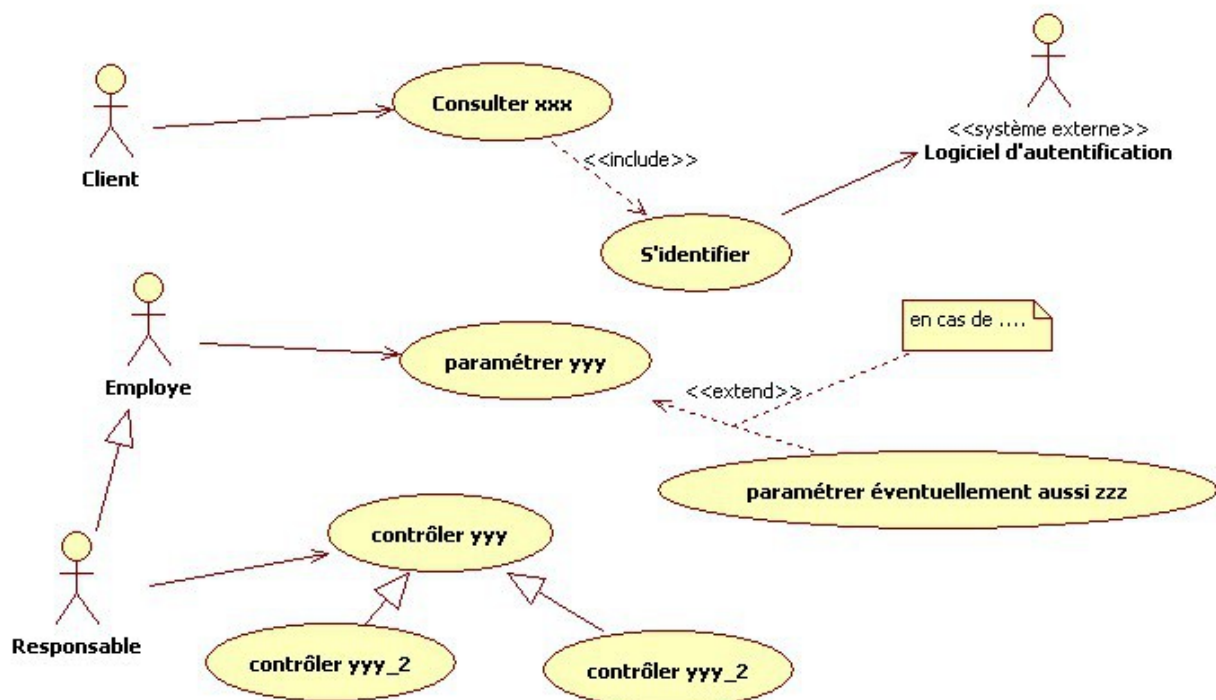 Client
Consulter xxx
<<système externe>>
Logiciel d'autentification
<<include>>
S'identifier
Employe
paramétrer yyy
en cas de ....
<<extend>>
paramétrer éventuellement aussi zzz
Responsable
contrôler yyy
contrôler yyy_2
contrôler yyy_2